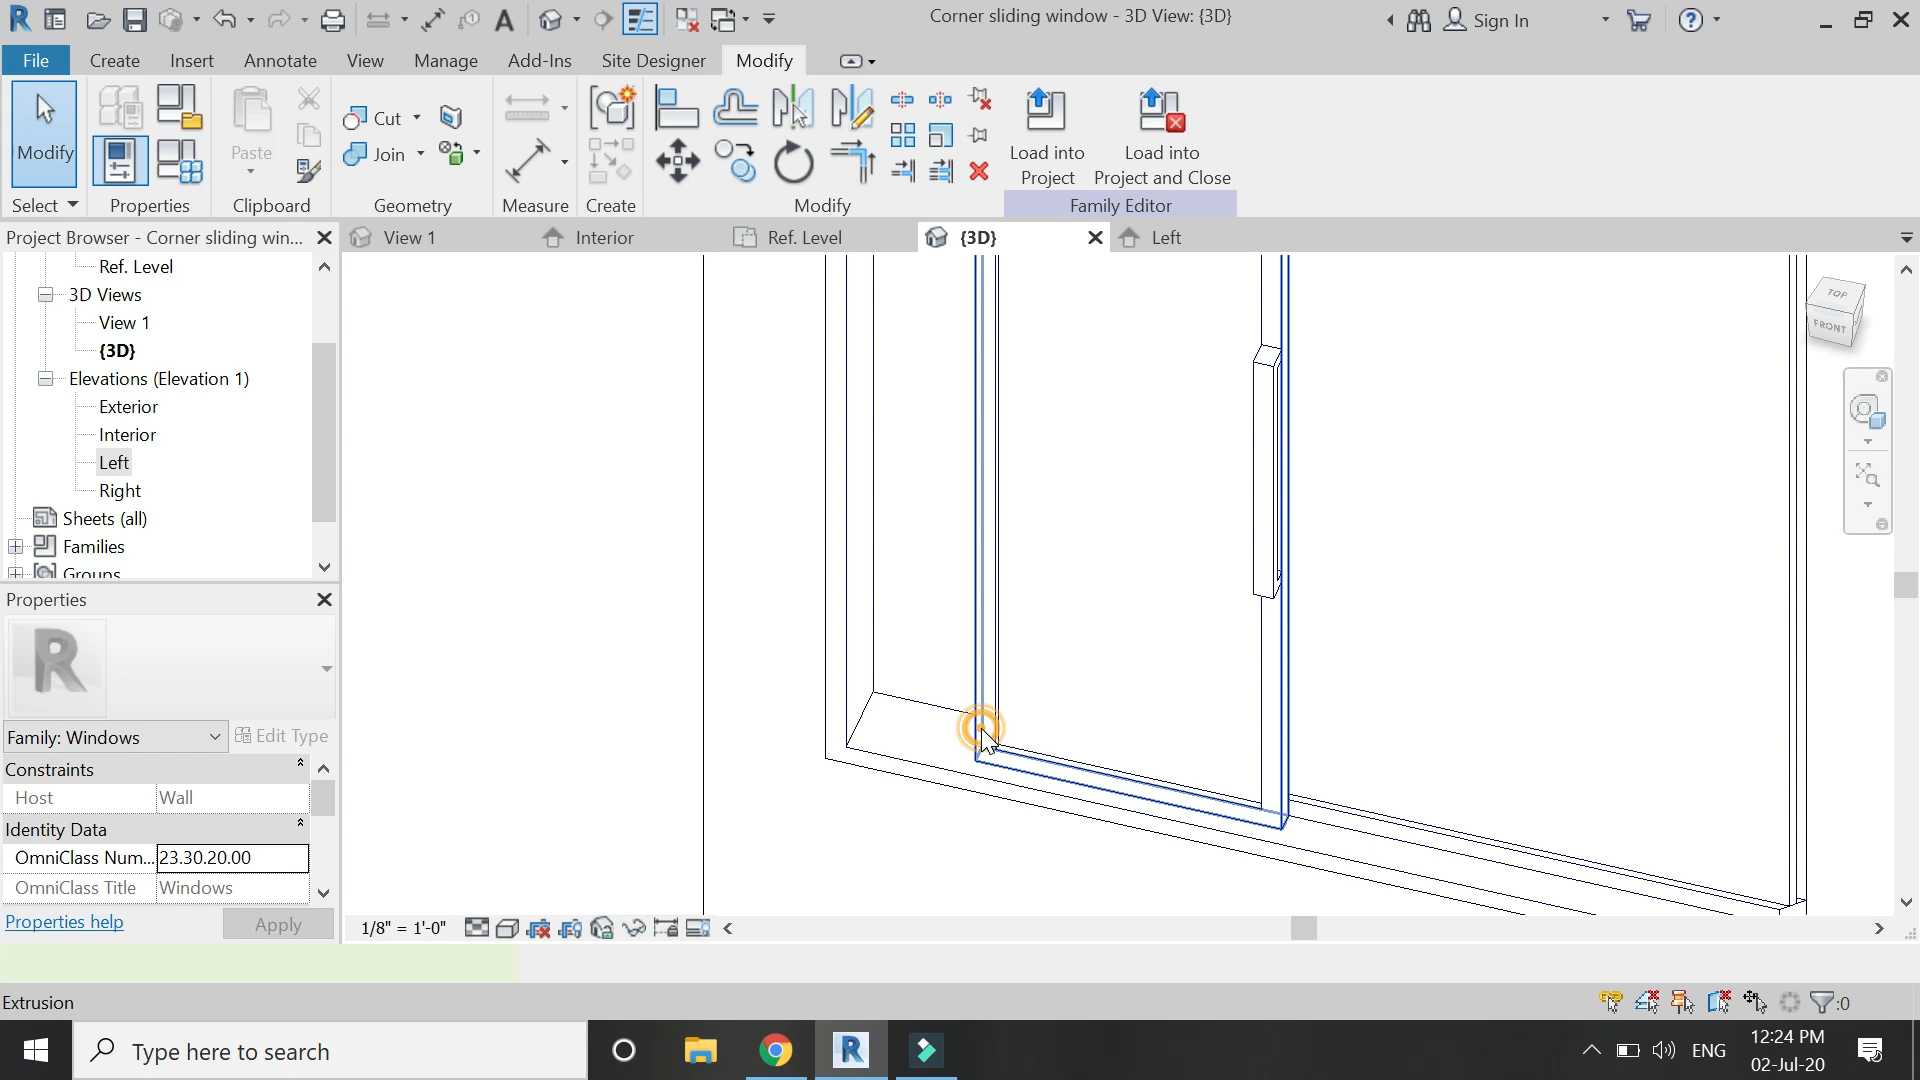 Corner sliding window - 3D View: {3D}
Sign In
File
Create
Insert
Annotate
View
Manage
Add-Ins
Site Designer
Modify
Modify
Paste
Cut
Join
Load into
Project
Load into
Project and Close
Select
Properties
Clipboard
Geometry
Measure
Create
Modify
Family Editor
Project Browser - Corner sliding win...
View 1
Interior
Ref. Level
{3D}
Left
Ref. Level
3D Views
View 1
{3D}
Elevations (Elevation 1)
Exterior
Interior
Left
Right
Sheets (all)
Families
Groups
TOP
FRONT
Properties
Family: Windows
Edit Type
Constraints
Host
Wall
Identity Data
OmniClass Num...
23.30.20.00
OmniClass Title
Windows
Properties help
Apply
1/8" = 1'-0"
Extrusion
:0
Type here to search
ENG
12:24 PM
02-Jul-20